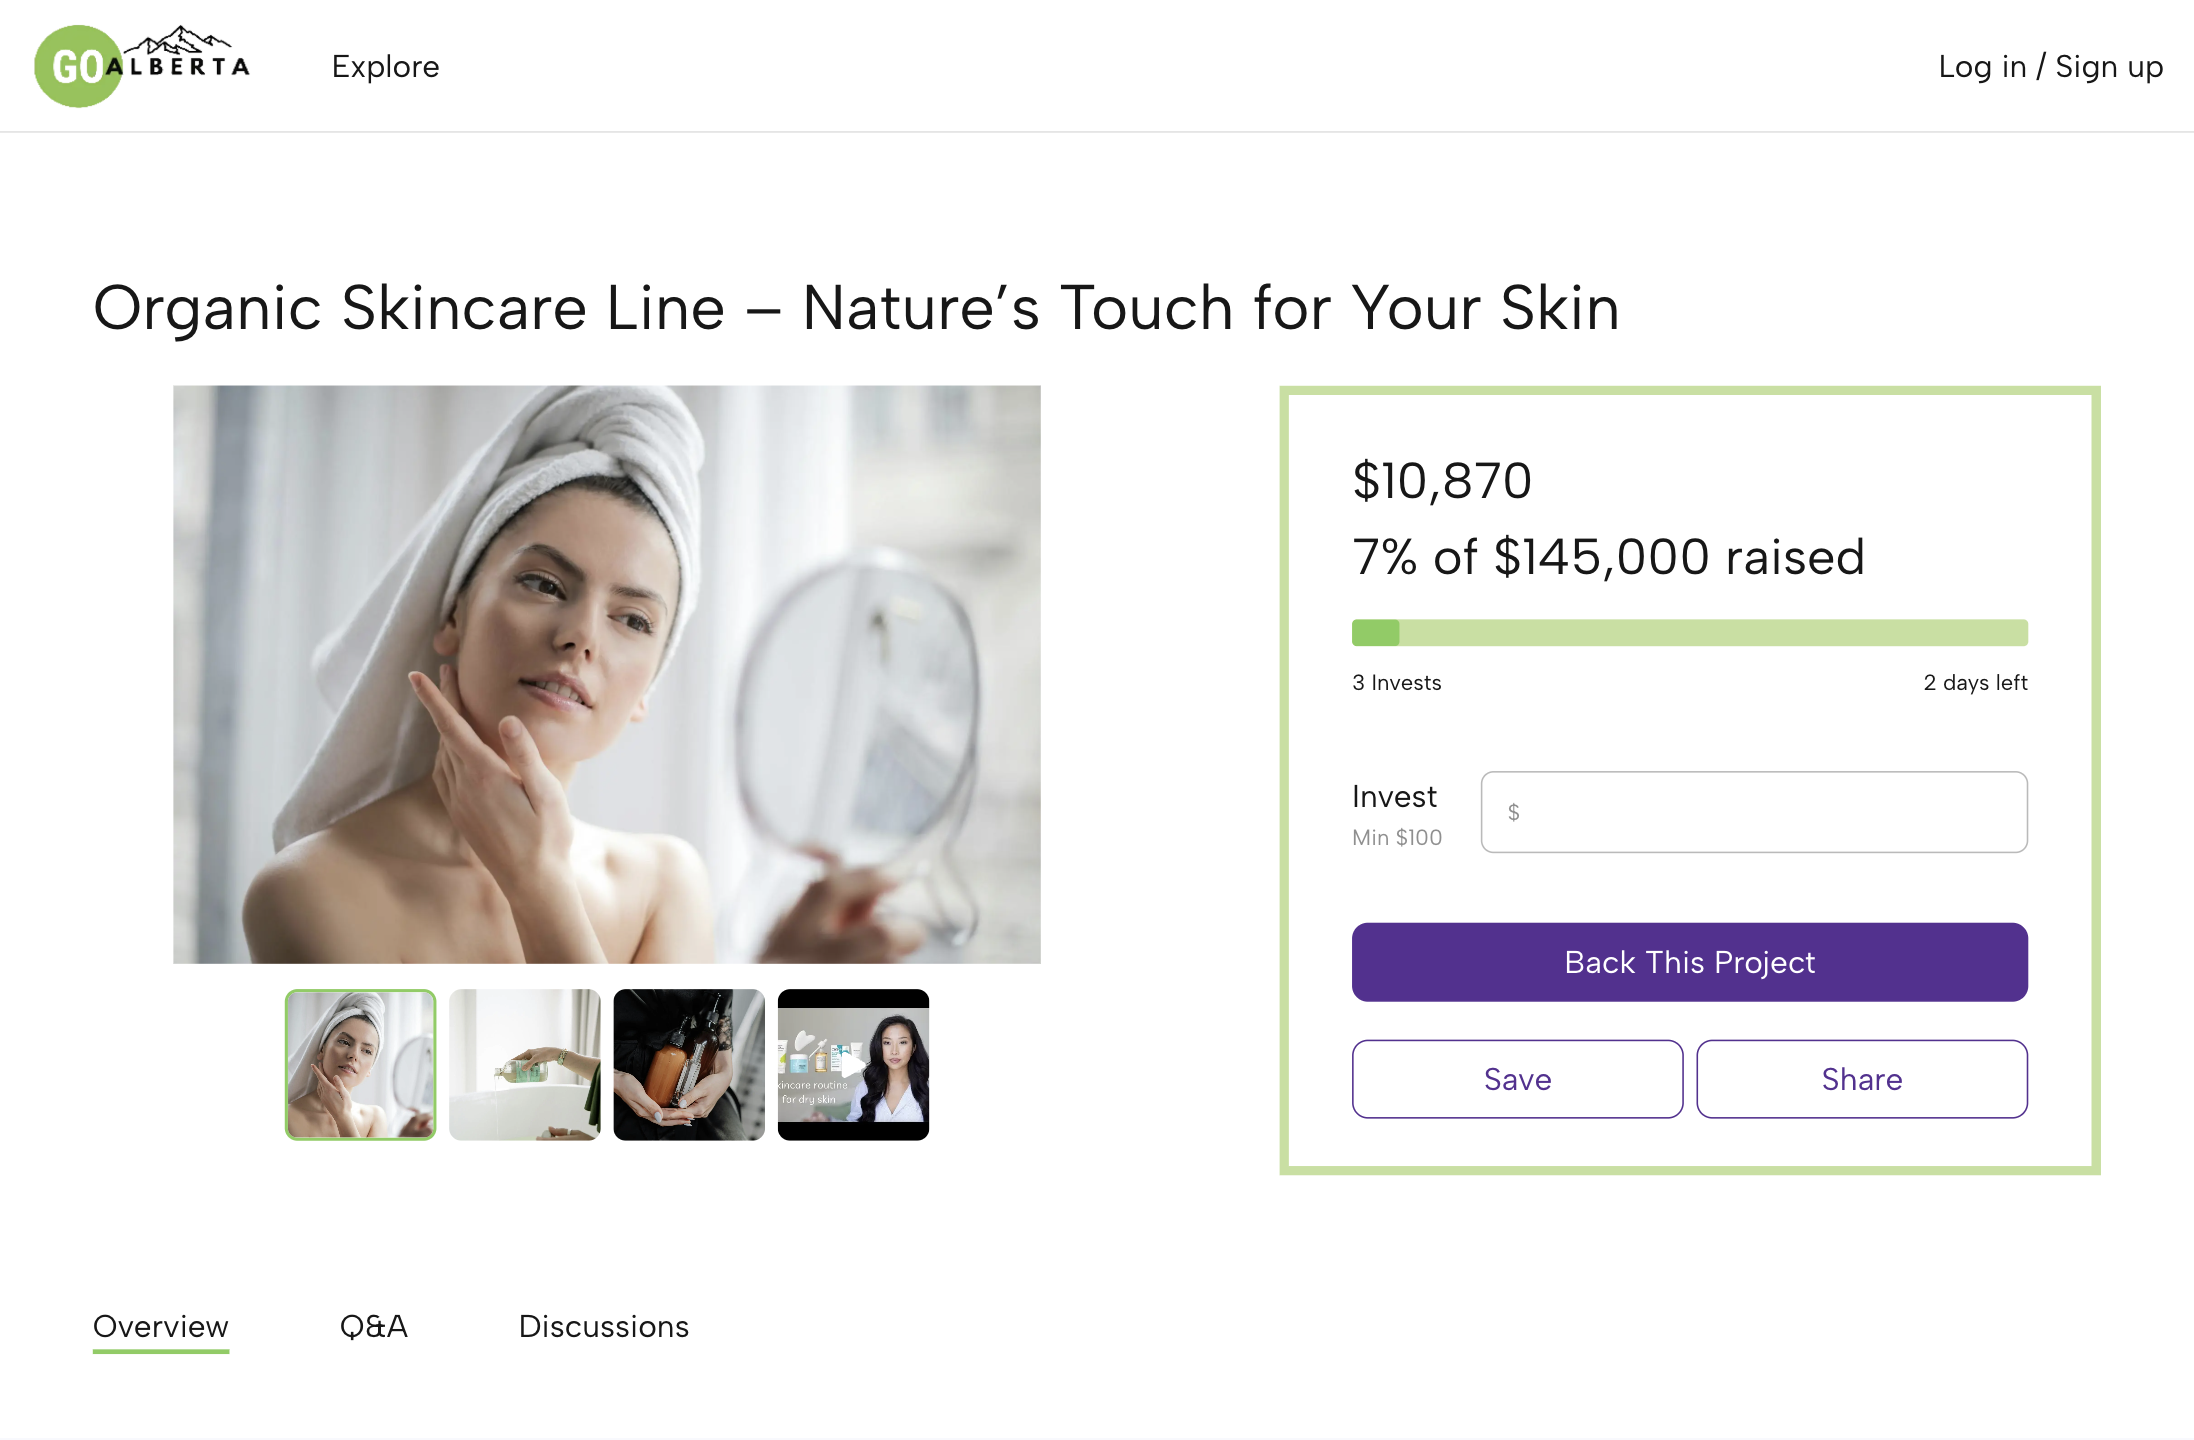 GO ALBERTA
Explore
Log in / Sign up
Organic Skincare Line – Nature’s Touch for Your Skin
$10,870
7% of $145,000 raised
3 Invests
2 days left
Invest
$
Min $100
Back This Project
Save
Share
kincare routine
for dry skin
Overview
Q&A
Discussions